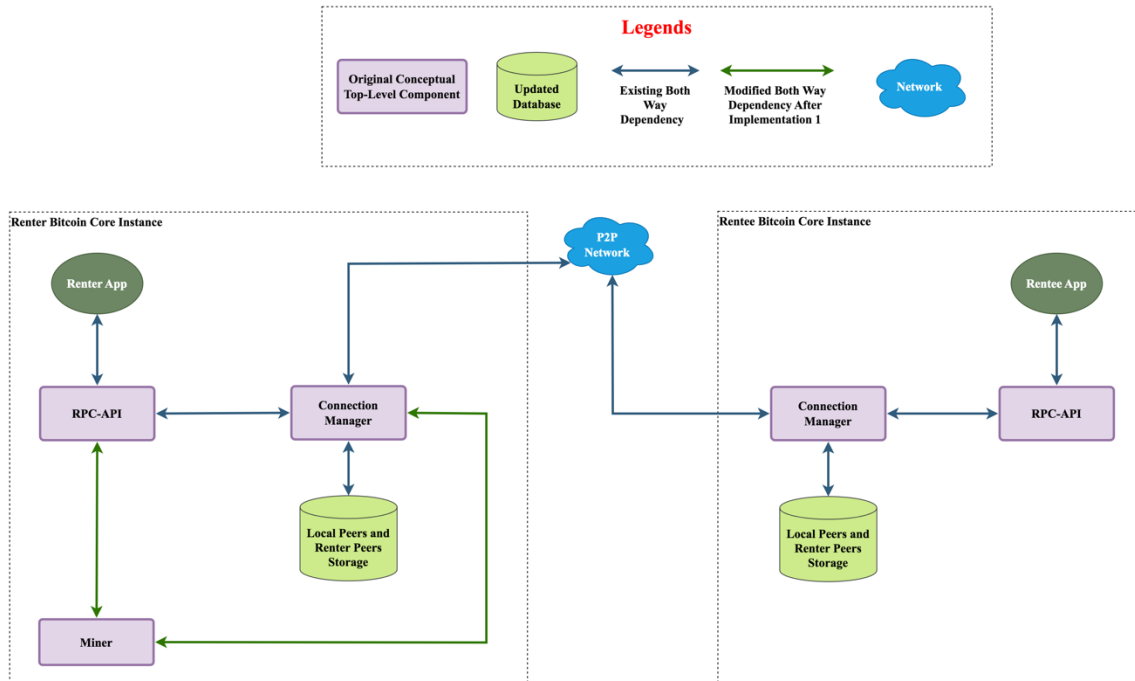 Legends
Original Conceptual
Top-Level Component
Updated
Database
Existing Both
Way
Dependency
Modified Both Way
Dependency After
Implementation 1
Network
Renter Bitcoin Core Instance
Renter App
RPC-API
Connection
Manager
Local Peers and
Renter Peers
Storage
Miner
P2P
Network
Rentee Bitcoin Core Instance
Rentee App
Connection
Manager
RPC-API
Local Peers and
Renter Peers
Storage